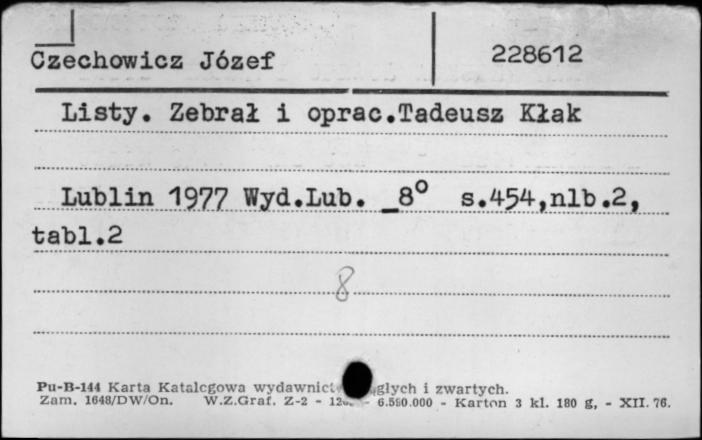 Czechowicz Józef 228612
Listy. Zebrał i oprac.Tadeusz Kłak
Lublin 1977 Wyd.Lub. _8° s.454,nlb.2,
tabl.2
8
Pu-B-144 Karta Katalogowa wydawnict głych i zwartych.
Zam. 1648/DW/On. W.Z.Graf. Z-2 - - 6.590.000 - Karton 3 kl. 180 g, - XII. 76.